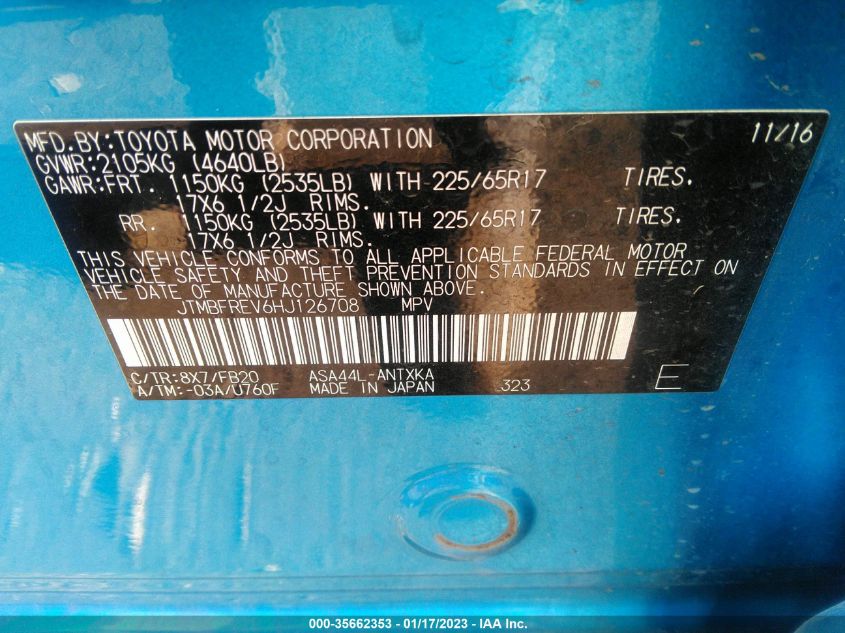 MFD. BY: TOYOTA MOTOR CORPORATION 11/16
GVWR: 2105KG (4640LB)
GAWR: FRT. 1150KG (2535LB) WITH 225/65R17 TIRES.
17X6 1/2J RIMS.
RR. 1150KG (2535LB) WITH 225/65R17 TIRES.
17X6 1/2J RIMS.
THIS VEHICLE CONFORMS TO ALL APPLICABLE FEDERAL MOTOR
VEHICLE SAFETY AND THEFT PREVENTION STANDARDS IN EFFECT ON
THE DATE OF MANUFACTURE SHOWN ABOVE.
JTMBFREV6HJ126708 MPV
C/TR: 8X7/FB20 ASA44L-ANTXKA
A/TM: -03A/U760F MADE IN JAPAN 323 E
000-35662353 - 01/17/2023 - IAA Inc.